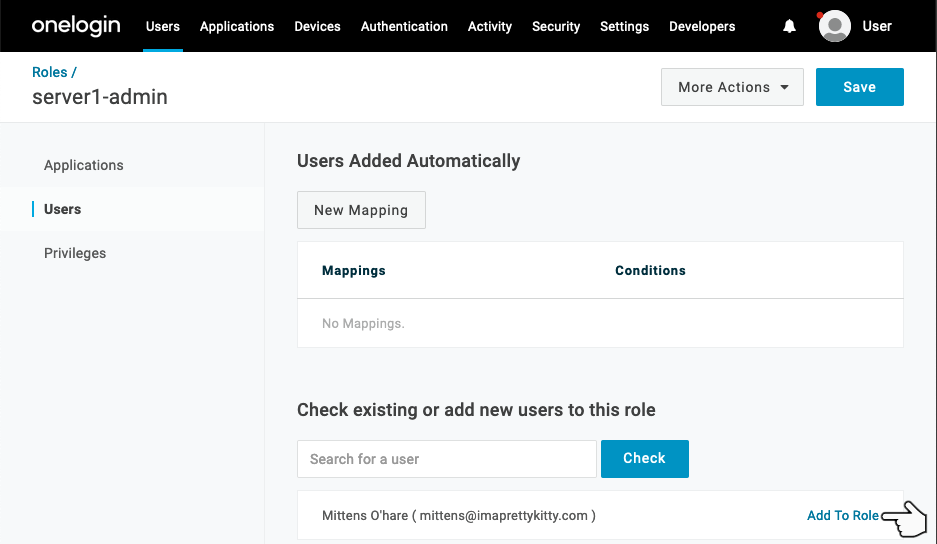 onelogin Users Applications Devices Authentication Activity Security Settings Developers User
Roles /
server1-admin
More Actions
Save
Applications
Users
Privileges
Users Added Automatically
New Mapping
Mappings Conditions
No Mappings.
Check existing or add new users to this role
Search for a user
Check
Mittens O'hare ( mittens@imaprettykitty.com ) Add To Role